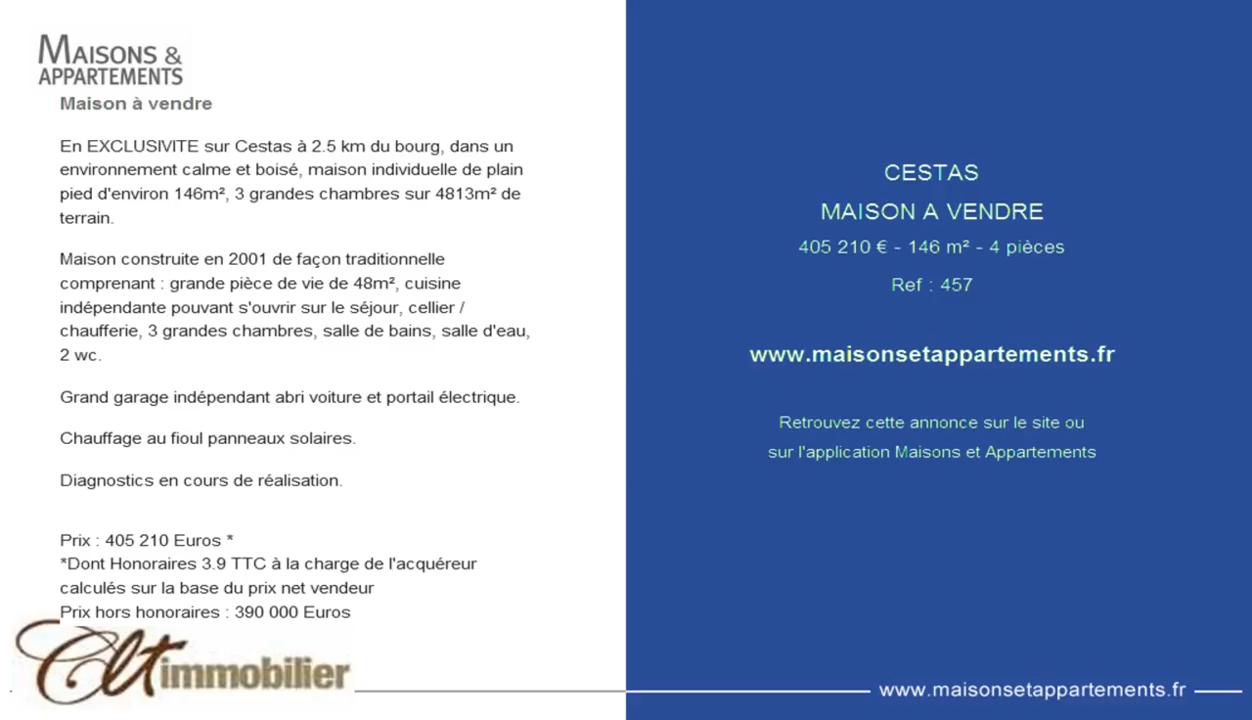 MAISONS &
APPARTEMENTS
Maison à vendre
En EXCLUSIVITE sur Cestas à 2.5 km du bourg, dans un
environnement calme et boisé, maison individuelle de plain
pied d'environ 146m², 3 grandes chambres sur 4813m² de
terrain.
Maison construite en 2001 de façon traditionnelle
comprenant : grande pièce de vie de 48m², cuisine
indépendante pouvant s'ouvrir sur le séjour, cellier /
chaufferie, 3 grandes chambres, salle de bains, salle d'eau,
2 wc.
Grand garage indépendant abri voiture et portail électrique.
Chauffage au fioul panneaux solaires.
Diagnostics en cours de réalisation.
Prix : 405 210 Euros *
*Dont Honoraires 3.9 TTC à la charge de l'acquéreur
calculés sur la base du prix net vendeur
Prix hors honoraires : 390 000 Euros
Clt immobilier
CESTAS
MAISON A VENDRE
405 210 € - 146 m² - 4 pièces
Ref : 457
www.maisonsetappartements.fr
Retrouvez cette annonce sur le site ou
sur l'application Maisons et Appartements
www.maisonsetappartements.fr